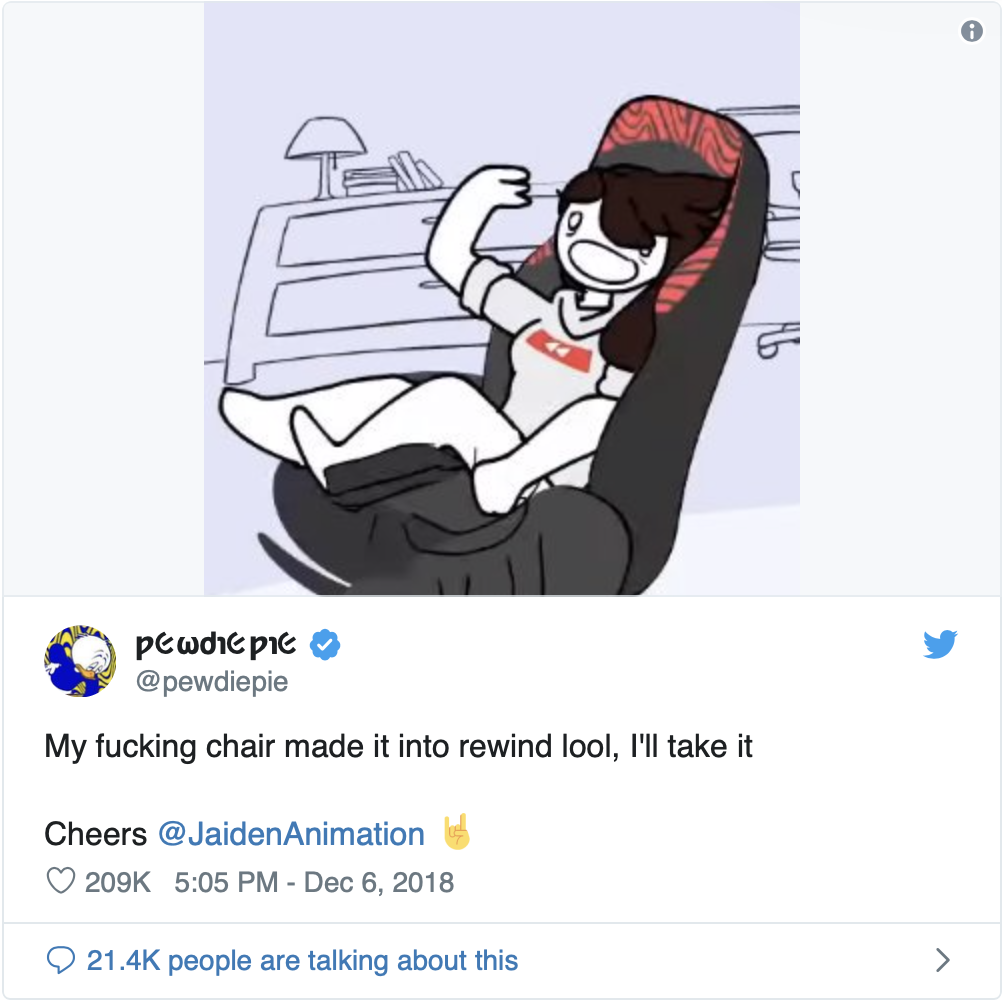 ρ૯ωძɿ૯ρɿ૯
@pewdiepie
My fucking chair made it into rewind lool, I'll take it
Cheers @JaidenAnimation 🤘
209K 5:05 PM - Dec 6, 2018
21.4K people are talking about this